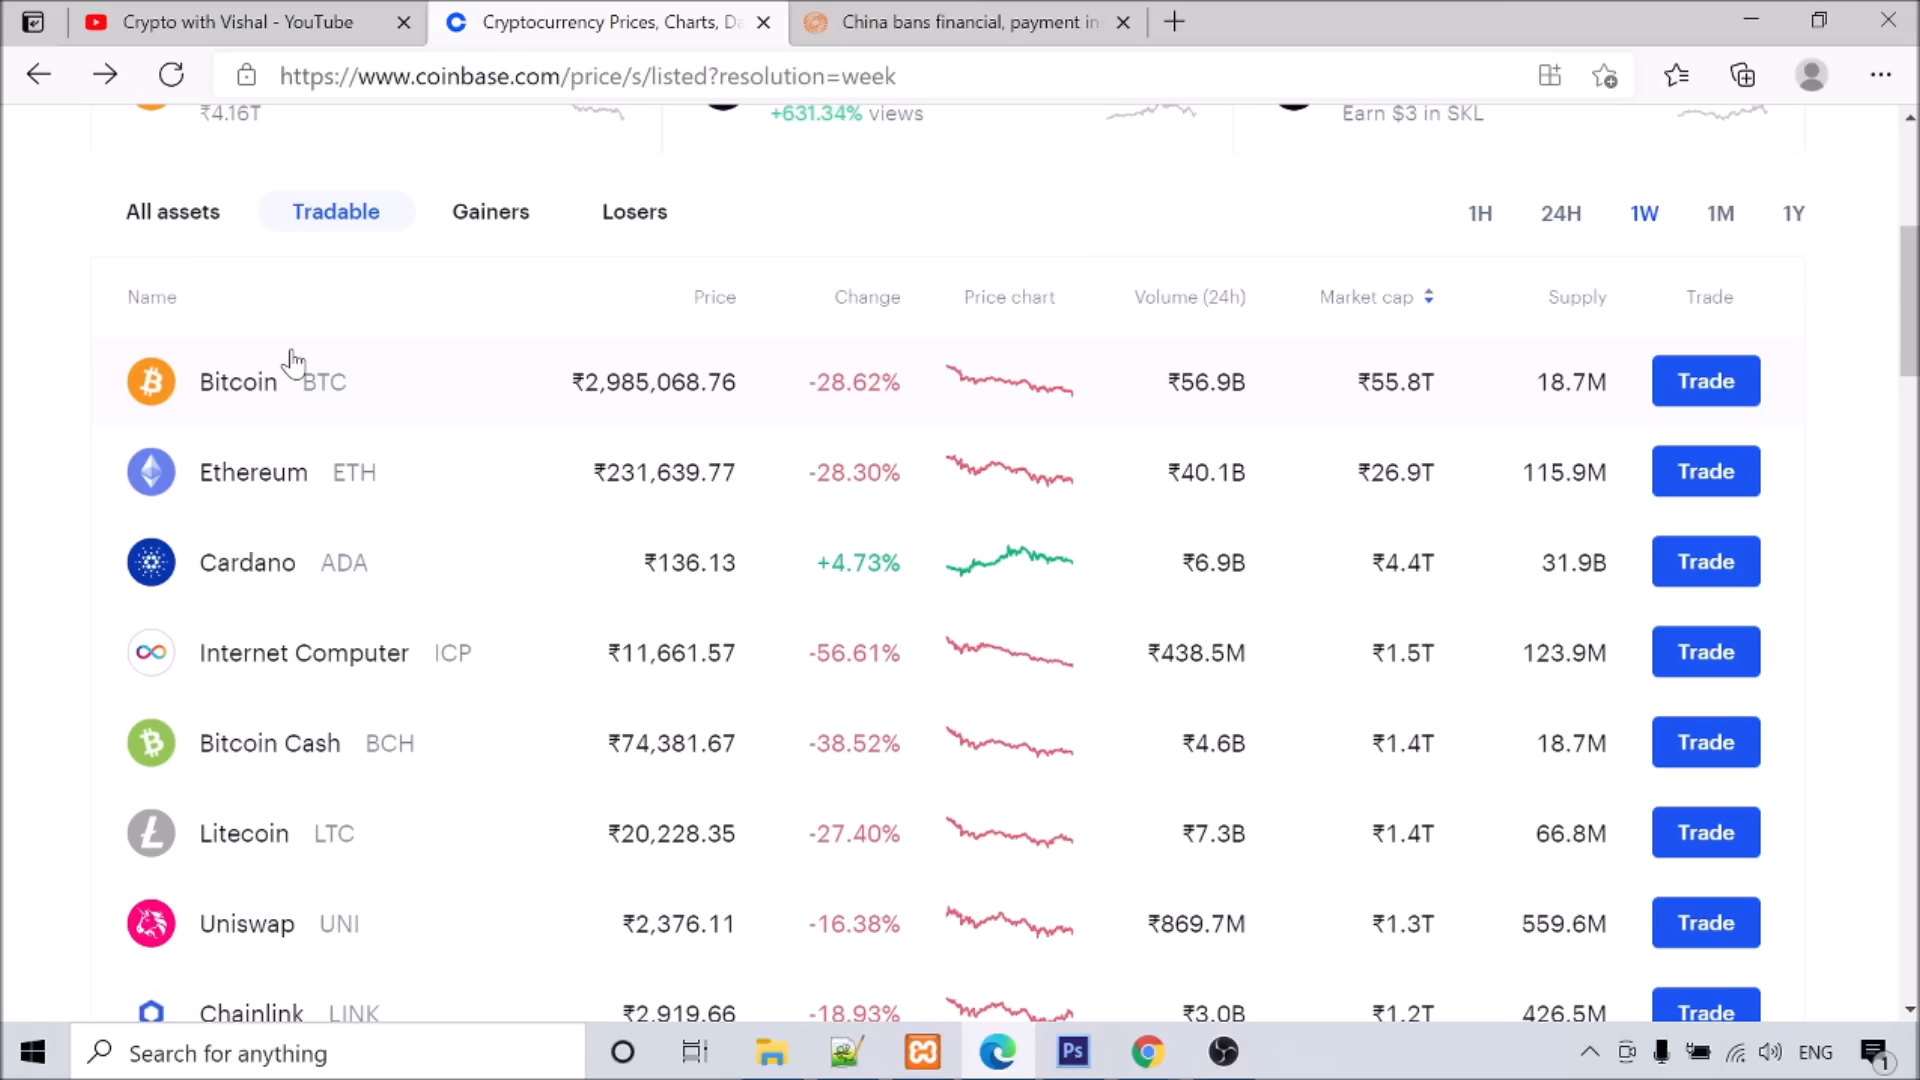 Crypto with Vishal - YouTube
Cryptocurrency Prices, Charts, Da
China bans financial, payment in
https://www.coinbase.com/price/s/listed?resolution=week
₹4.16T
+631.34% views
Earn $3 in SKL
All assets Tradable Gainers Losers 1H 24H 1W 1M 1Y
Name Price Change Price chart Volume (24h) Market cap Supply Trade
Bitcoin BTC ₹2,985,068.76 -28.62% ₹56.9B ₹55.8T 18.7M Trade
Ethereum ETH ₹231,639.77 -28.30% ₹40.1B ₹26.9T 115.9M Trade
Cardano ADA ₹136.13 +4.73% ₹6.9B ₹4.4T 31.9B Trade
Internet Computer ICP ₹11,661.57 -56.61% ₹438.5M ₹1.5T 123.9M Trade
Bitcoin Cash BCH ₹74,381.67 -38.52% ₹4.6B ₹1.4T 18.7M Trade
Litecoin LTC ₹20,228.35 -27.40% ₹7.3B ₹1.4T 66.8M Trade
Uniswap UNI ₹2,376.11 -16.38% ₹869.7M ₹1.3T 559.6M Trade
Chainlink LINK ₹2,919.66 -18.93% ₹3.0B ₹1.2T 426.5M Trade
Search for anything
Ps
ENG
1